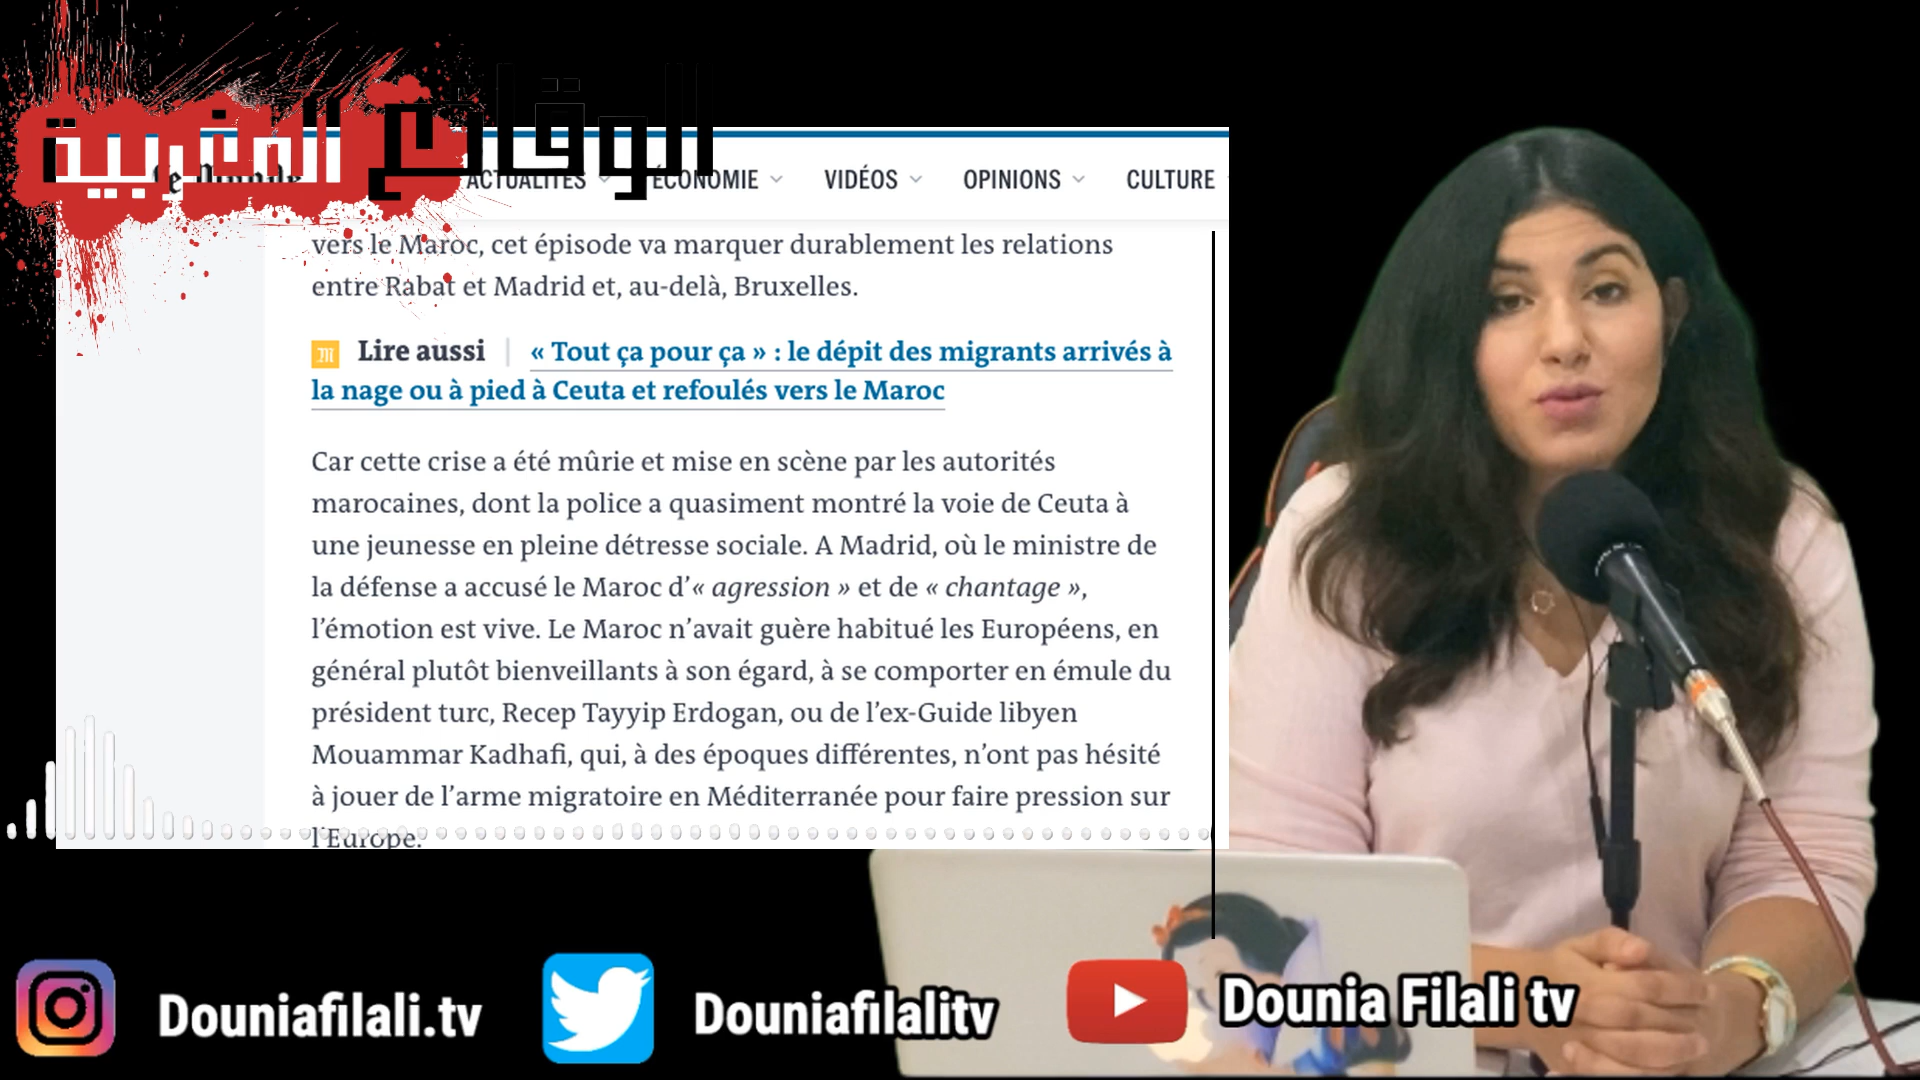 الوقائع المغربية
Le Monde
ACTUALITÉS
ÉCONOMIE
VIDÉOS
OPINIONS
CULTURE
vers le Maroc, cet épisode va marquer durablement les relations
entre Rabat et Madrid et, au-delà, Bruxelles.
Lire aussi | « Tout ça pour ça » : le dépit des migrants arrivés à
la nage ou à pied à Ceuta et refoulés vers le Maroc
Car cette crise a été mûrie et mise en scène par les autorités
marocaines, dont la police a quasiment montré la voie de Ceuta à
une jeunesse en pleine détresse sociale. A Madrid, où le ministre de
la défense a accusé le Maroc d’« agression » et de « chantage »,
l’émotion est vive. Le Maroc n’avait guère habitué les Européens, en
général plutôt bienveillants à son égard, à se comporter en émule du
président turc, Recep Tayyip Erdogan, ou de l’ex-Guide libyen
Mouammar Kadhafi, qui, à des époques différentes, n’ont pas hésité
à jouer de l’arme migratoire en Méditerranée pour faire pression sur
l’Europe.
Douniafilali.tv
Douniafilalitv
Dounia Filali tv